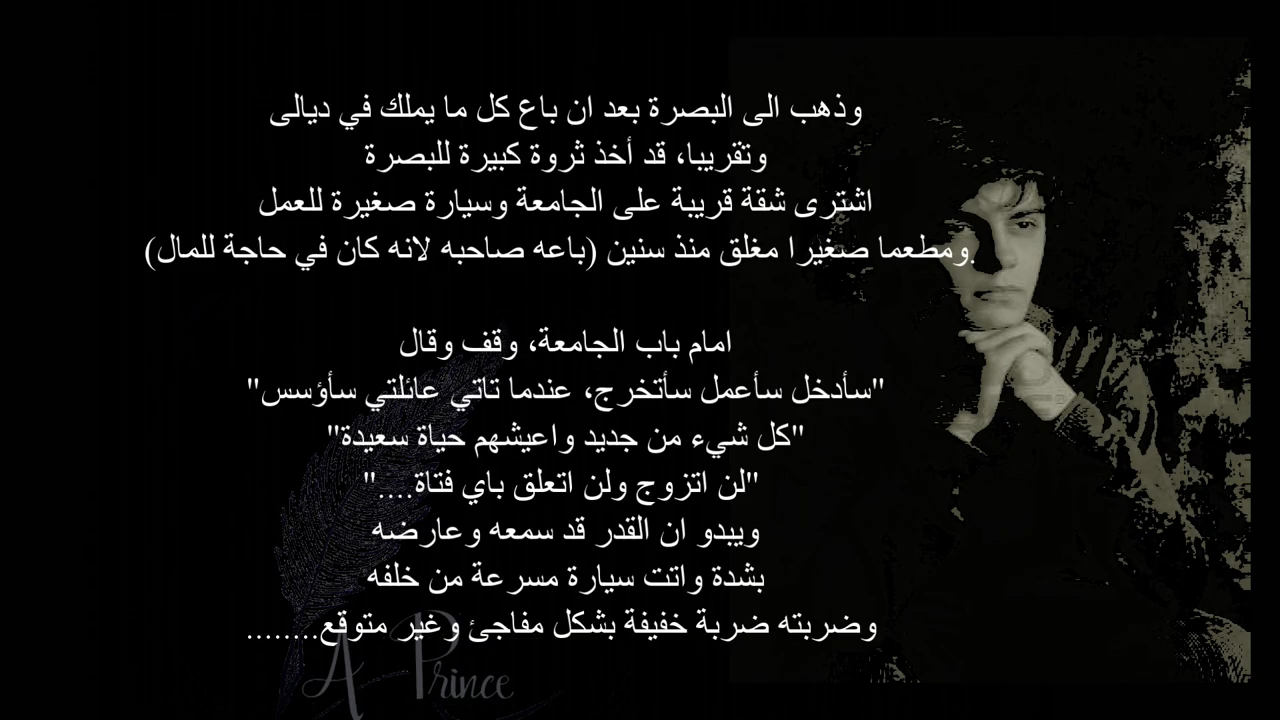 وذهب الى البصرة بعد ان باع كل ما يملك في ديالى
وتقريبا، قد أخذ ثروة كبيرة للبصرة
اشترى شقة قريبة على الجامعة وسيارة صغيرة للعمل
.ومطعما صغيرا مغلق منذ سنين (باعه صاحبه لانه كان في حاجة للمال)
امام باب الجامعة، وقف وقال
"سأدخل سأعمل سأتخرج، عندما تاتي عائلتي سأؤسس"
"كل شيء من جديد واعيشهم حياة سعيدة"
"لن اتزوج ولن اتعلق باي فتاة...."
ويبدو ان القدر قد سمعه وعارضه
بشدة واتت سيارة مسرعة من خلفه
وضربته ضربة خفيفة بشكل مفاجئ وغير متوقع........
A Prince